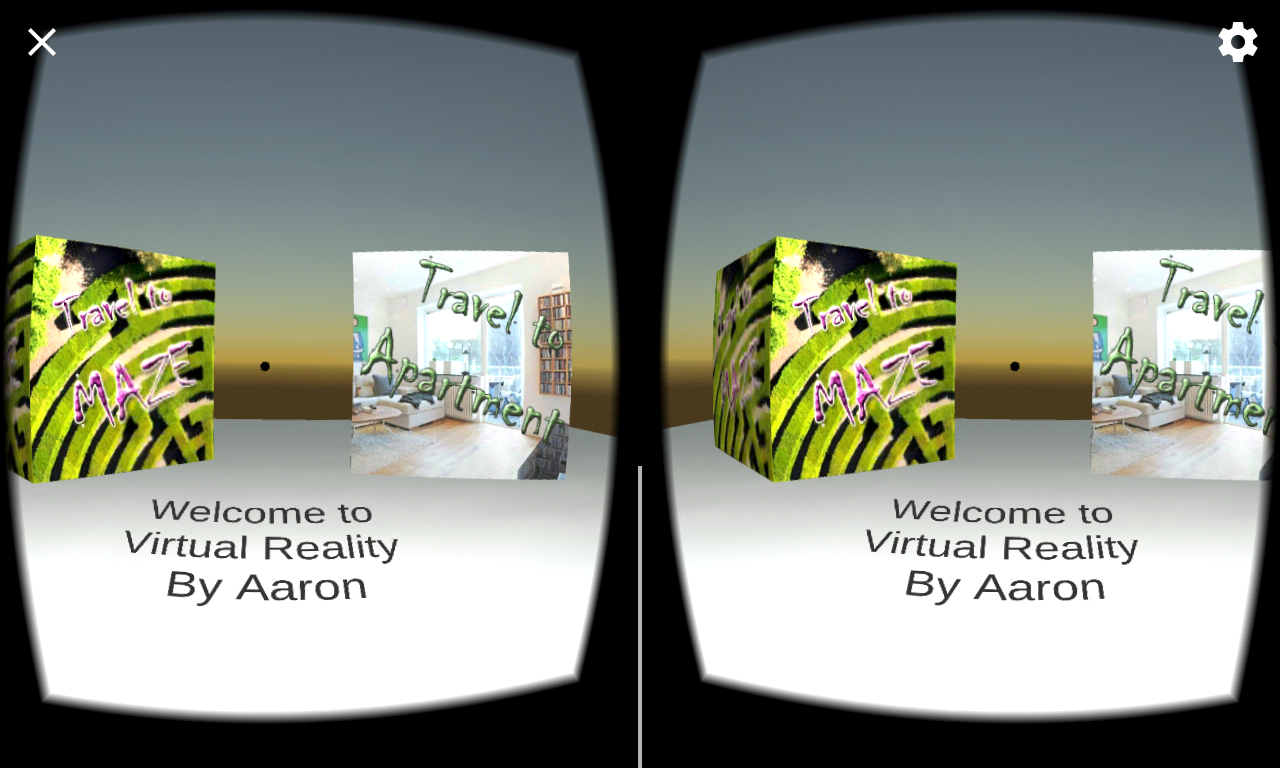 Travel to
MAZE
Travel to
Apartment
Welcome to
Virtual Reality
By Aaron
Travel to
MAZE
Travel
Apartmen
Welcome to
Virtual Reality
By Aaron